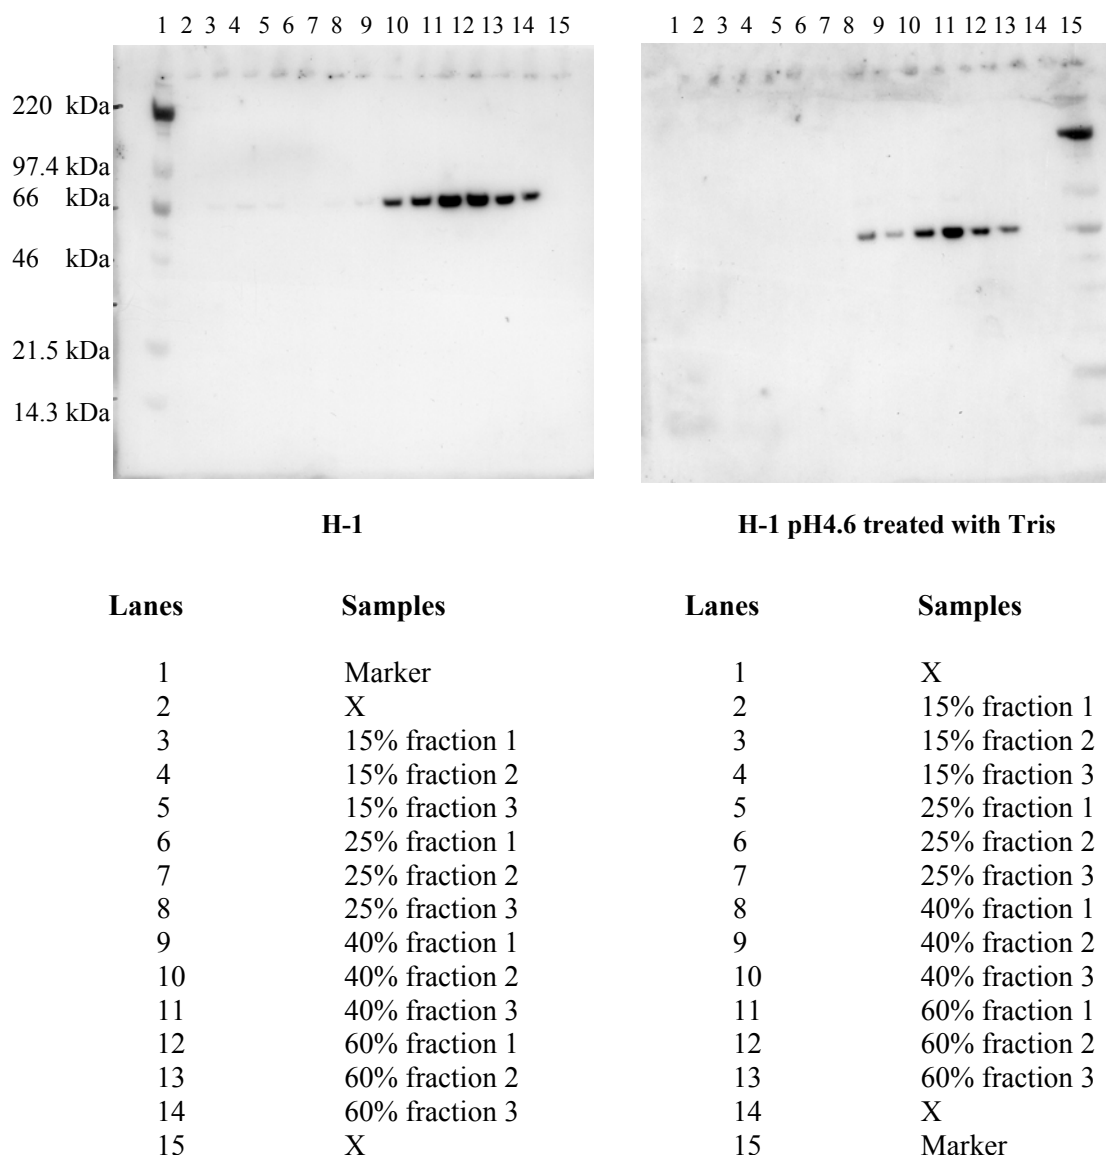 1 2 3 4 5 6 7 8 9 10 11 12 13 14 15
1 2 3 4 5 6 7 8 9 10 11 12 13 14 15
220 kDa
97.4 kDa
66 kDa
46 kDa
21.5 kDa
14.3 kDa
H-1
H-1 pH4.6 treated with Tris
Lanes Samples
1 Marker
2 X
3 15% fraction 1
4 15% fraction 2
5 15% fraction 3
6 25% fraction 1
7 25% fraction 2
8 25% fraction 3
9 40% fraction 1
10 40% fraction 2
11 40% fraction 3
12 60% fraction 1
13 60% fraction 2
14 60% fraction 3
15 X
Lanes Samples
1 X
2 15% fraction 1
3 15% fraction 2
4 15% fraction 3
5 25% fraction 1
6 25% fraction 2
7 25% fraction 3
8 40% fraction 1
9 40% fraction 2
10 40% fraction 3
11 60% fraction 1
12 60% fraction 2
13 60% fraction 3
14 X
15 Marker